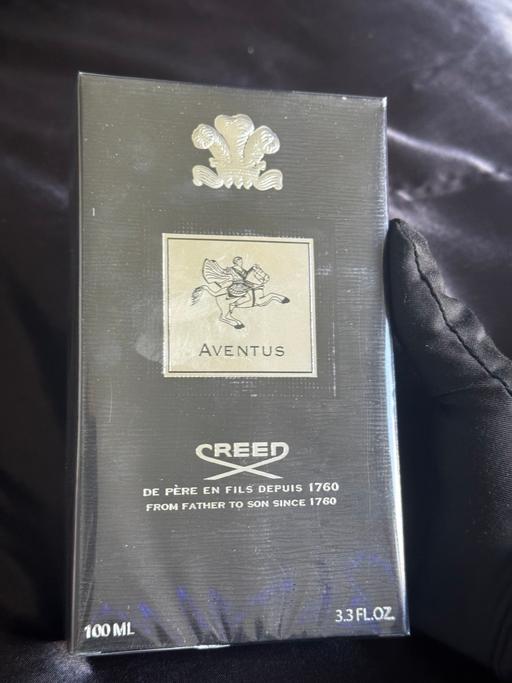 AVENTUS
CREED
DE PÈRE EN FILS DEPUIS 1760
FROM FATHER TO SON SINCE 1760
100 ML
3.3 FL.OZ.